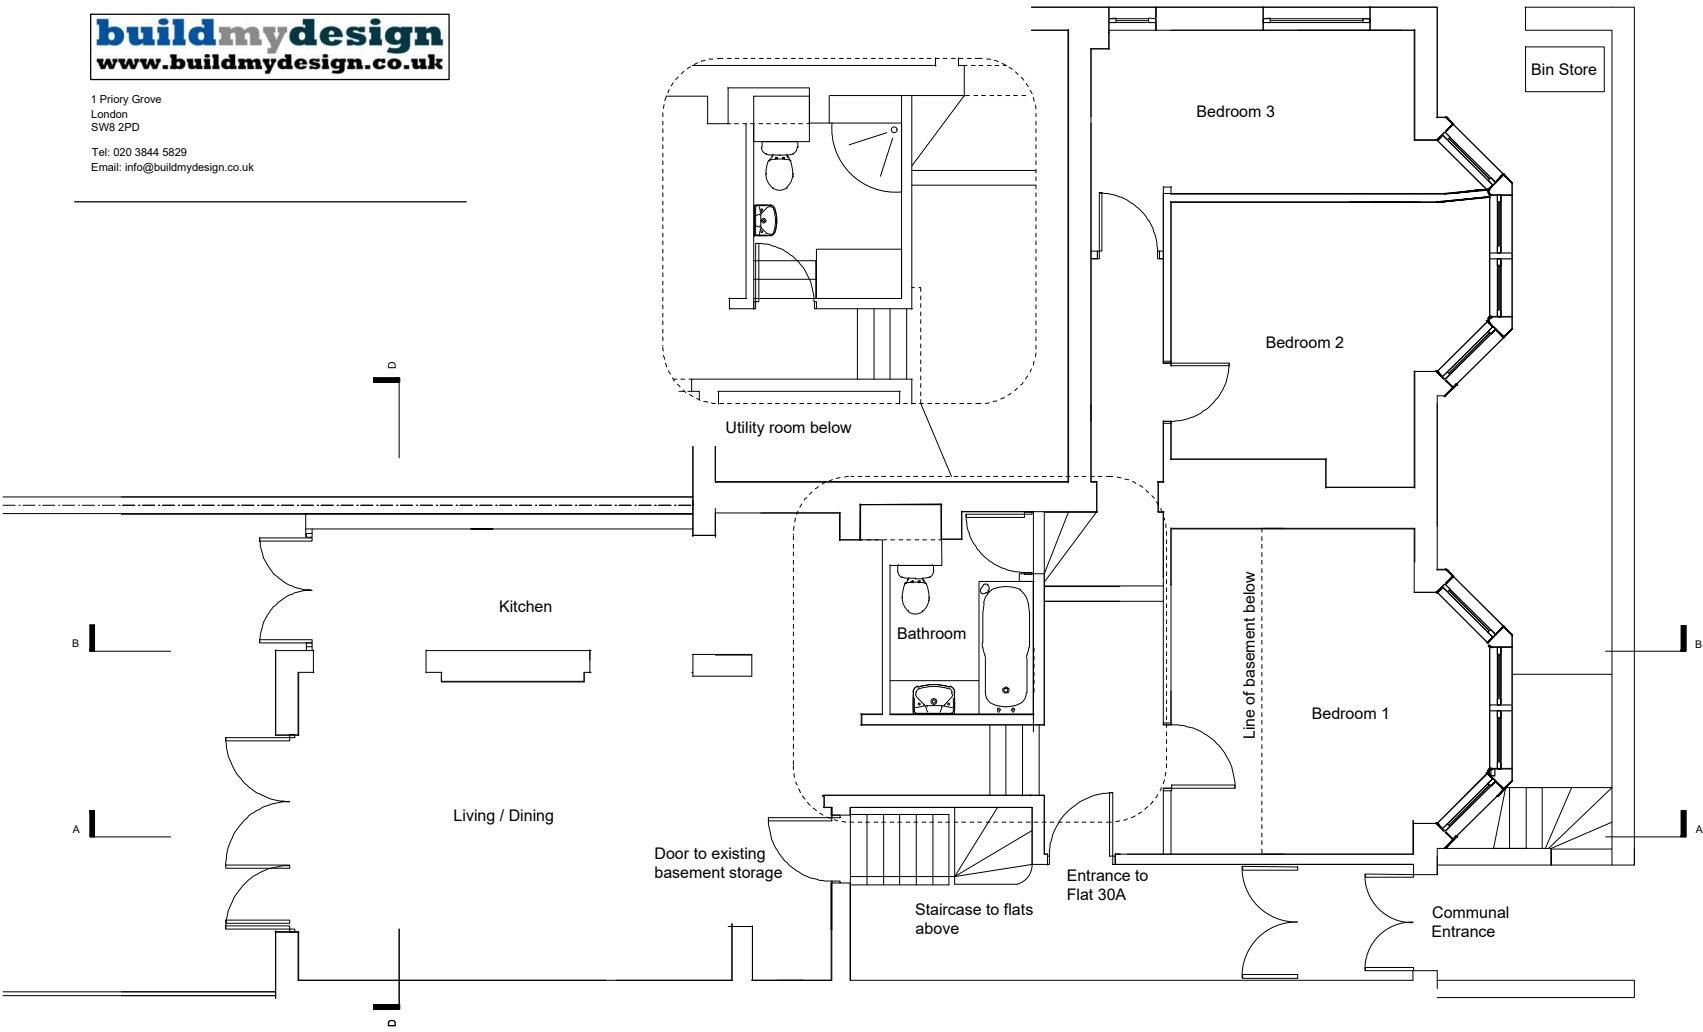 buildmydesign
www.buildmydesign.co.uk
1 Priory Grove
London
SW8 2PD
Tel: 020 3844 5829
Email: info@buildmydesign.co.uk
Bin Store
Bedroom 3
Bedroom 2
D
Utility room below
Kitchen
Bathroom
Line of basement below
B
B
Bedroom 1
Living / Dining
A
A
Door to existing
basement storage
Entrance to
Flat 30A
Staircase to flats
above
Communal
Entrance
D